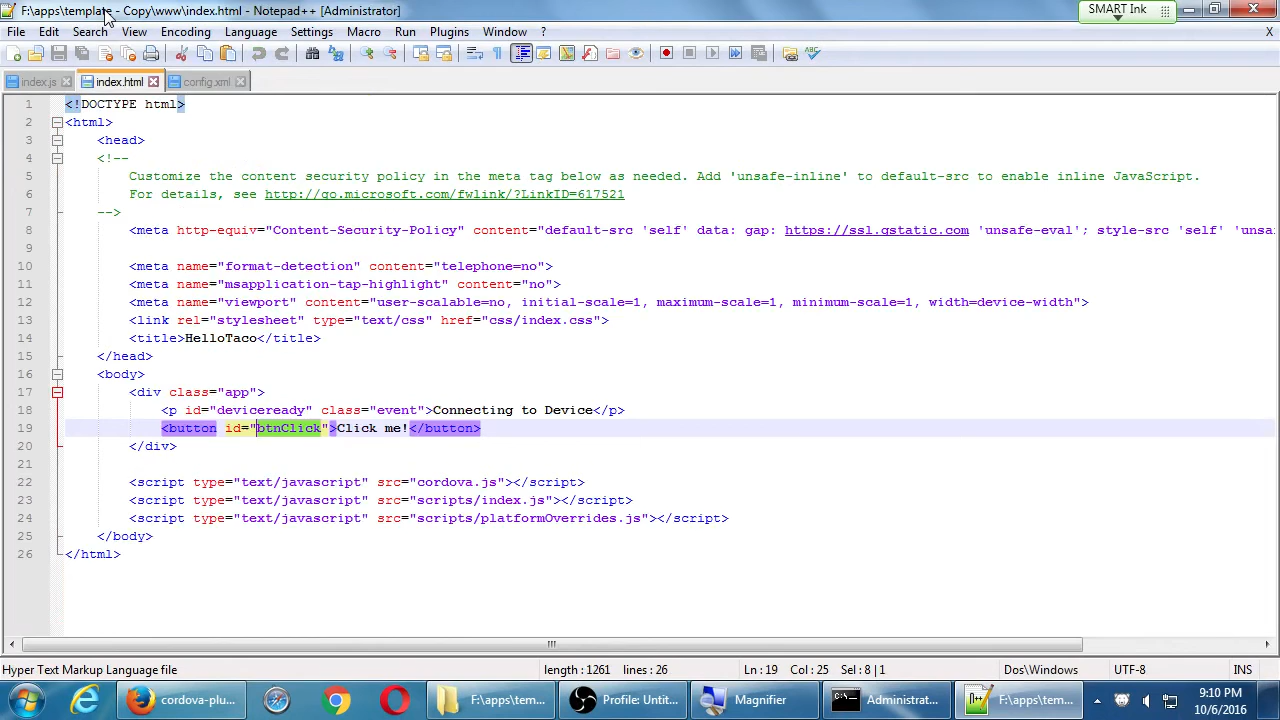 F:\apps\template - Copy\www\index.html - Notepad++ [Administrator]
SMART Ink
File Edit Search View Encoding Language Settings Macro Run Plugins Window ? X
index.js index.html config.xml
1 <!DOCTYPE html>
2 <html>
3 <head>
4 <!--
5 Customize the content security policy in the meta tag below as needed. Add 'unsafe-inline' to default-src to enable inline JavaScript.
6 For details, see http://go.microsoft.com/fwlink/?LinkID=617521
7 -->
8 <meta http-equiv="Content-Security-Policy" content="default-src 'self' data: gap: https://ssl.gstatic.com 'unsafe-eval'; style-src 'self' 'unsa
9
10 <meta name="format-detection" content="telephone=no">
11 <meta name="msapplication-tap-highlight" content="no">
12 <meta name="viewport" content="user-scalable=no, initial-scale=1, maximum-scale=1, minimum-scale=1, width=device-width">
13 <link rel="stylesheet" type="text/css" href="css/index.css">
14 <title>HelloTaco</title>
15 </head>
16 <body>
17 <div class="app">
18 <p id="deviceready" class="event">Connecting to Device</p>
19 <button id="btnClick">Click me!</button>
20 </div>
21
22 <script type="text/javascript" src="cordova.js"></script>
23 <script type="text/javascript" src="scripts/index.js"></script>
24 <script type="text/javascript" src="scripts/platformOverrides.js"></script>
25 </body>
26 </html>
Hyper Text Markup Language file length : 1261 lines : 26 Ln : 19 Col : 25 Sel : 8 | 1 Dos\Windows UTF-8 INS
cordova-plu... F:\apps\tem... Profile: Untit... Magnifier Administrat... F:\apps\tem... 9:10 PM
10/6/2016